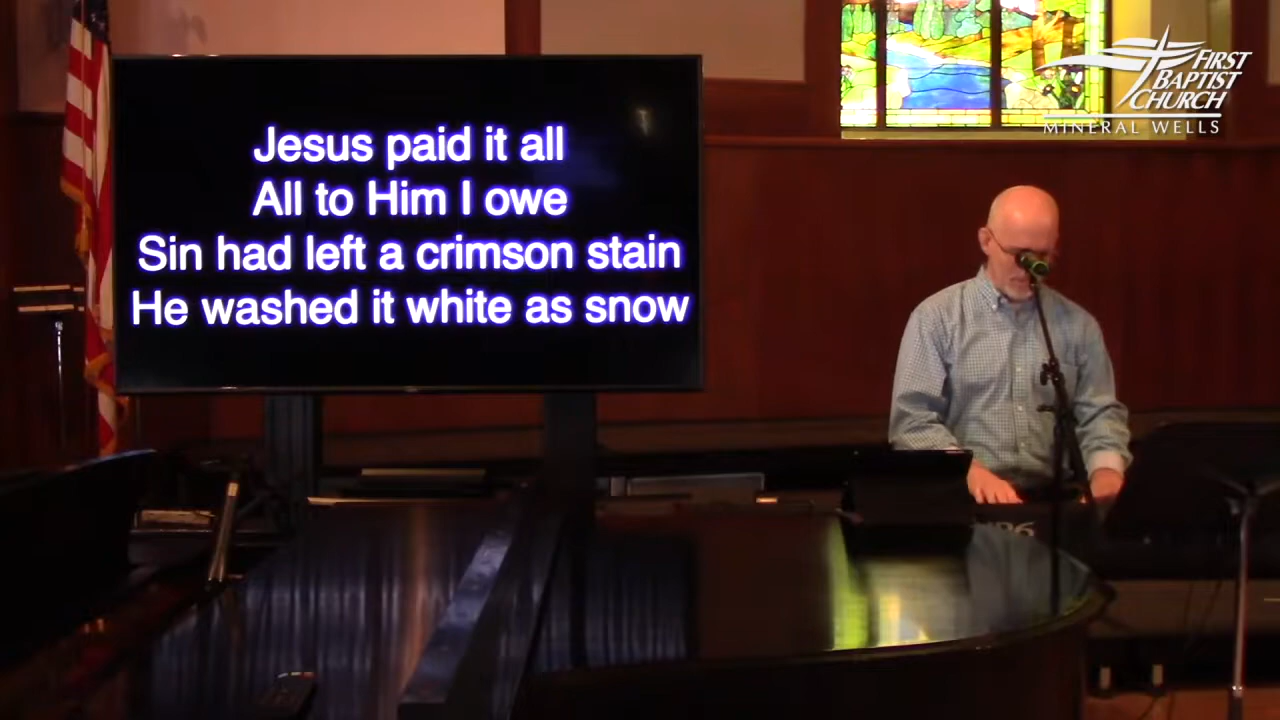 Jesus paid it all
All to Him I owe
Sin had left a crimson stain
He washed it white as snow
FIRST
BAPTIST
CHURCH
MINERAL WELLS